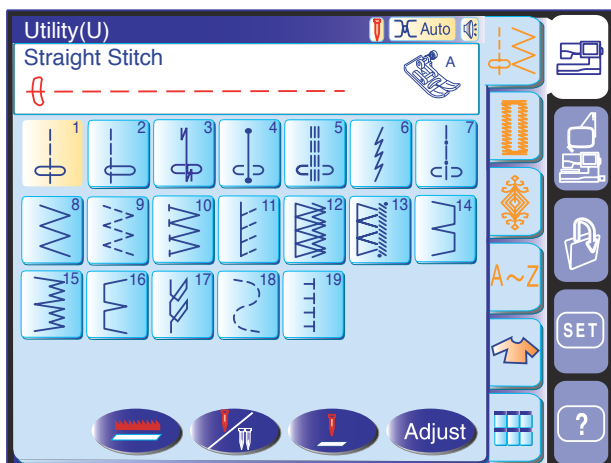 Utility(U)
Auto
Straight Stitch
A
1 2 3 4 5 6 7
8 9 10 11 12 13 14
15 16 17 18 19
A~Z
SET
?
Adjust